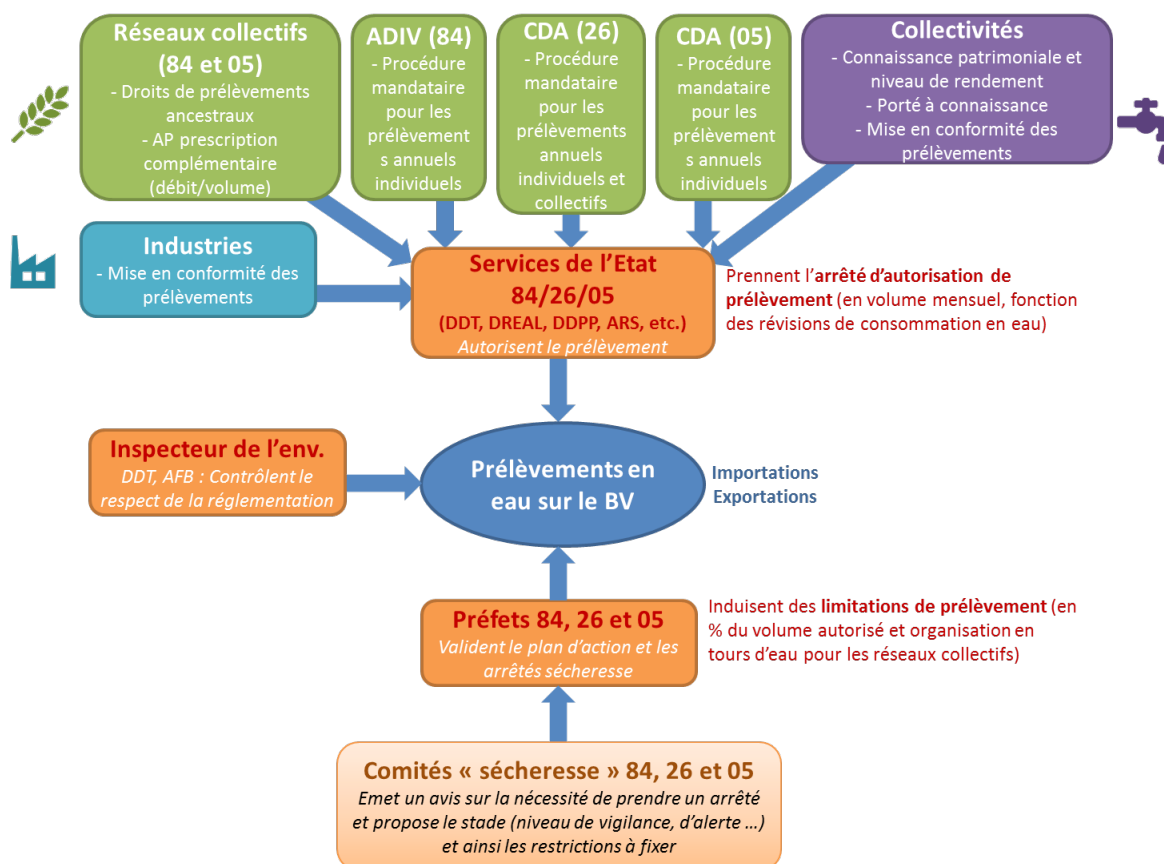 Réseaux collectifs
(84 et 05)
- Droits de prélèvements
ancestraux
- AP prescription
complémentaire
(débit/volume)
ADIV (84)
- Procédure
mandataire
pour les
prélèvement
s annuels
individuels
CDA (26)
- Procédure
mandataire
pour les
prélèvements
annuels
individuels et
collectifs
CDA (05)
- Procédure
mandataire
pour les
prélèvement
s annuels
individuels
Collectivités
- Connaissance patrimoniale et
niveau de rendement
- Porté à connaissance
- Mise en conformité des
prélèvements
Industries
- Mise en conformité des
prélèvements
Services de l’Etat
84/26/05
(DDT, DREAL, DDPP, ARS, etc.)
Autorisent le prélèvement
Prennent l’arrêté d’autorisation de
prélèvement (en volume mensuel, fonction
des révisions de consommation en eau)
Inspecteur de l’env.
DDT, AFB : Contrôlent le
respect de la réglementation
Prélèvements en
eau sur le BV
Importations
Exportations
Préfets 84, 26 et 05
Valident le plan d’action et les
arrêtés sécheresse
Induisent des limitations de prélèvement (en
% du volume autorisé et organisation en
tours d’eau pour les réseaux collectifs)
Comités « sécheresse » 84, 26 et 05
Emet un avis sur la nécessité de prendre un arrêté
et propose le stade (niveau de vigilance, d’alerte …)
et ainsi les restrictions à fixer